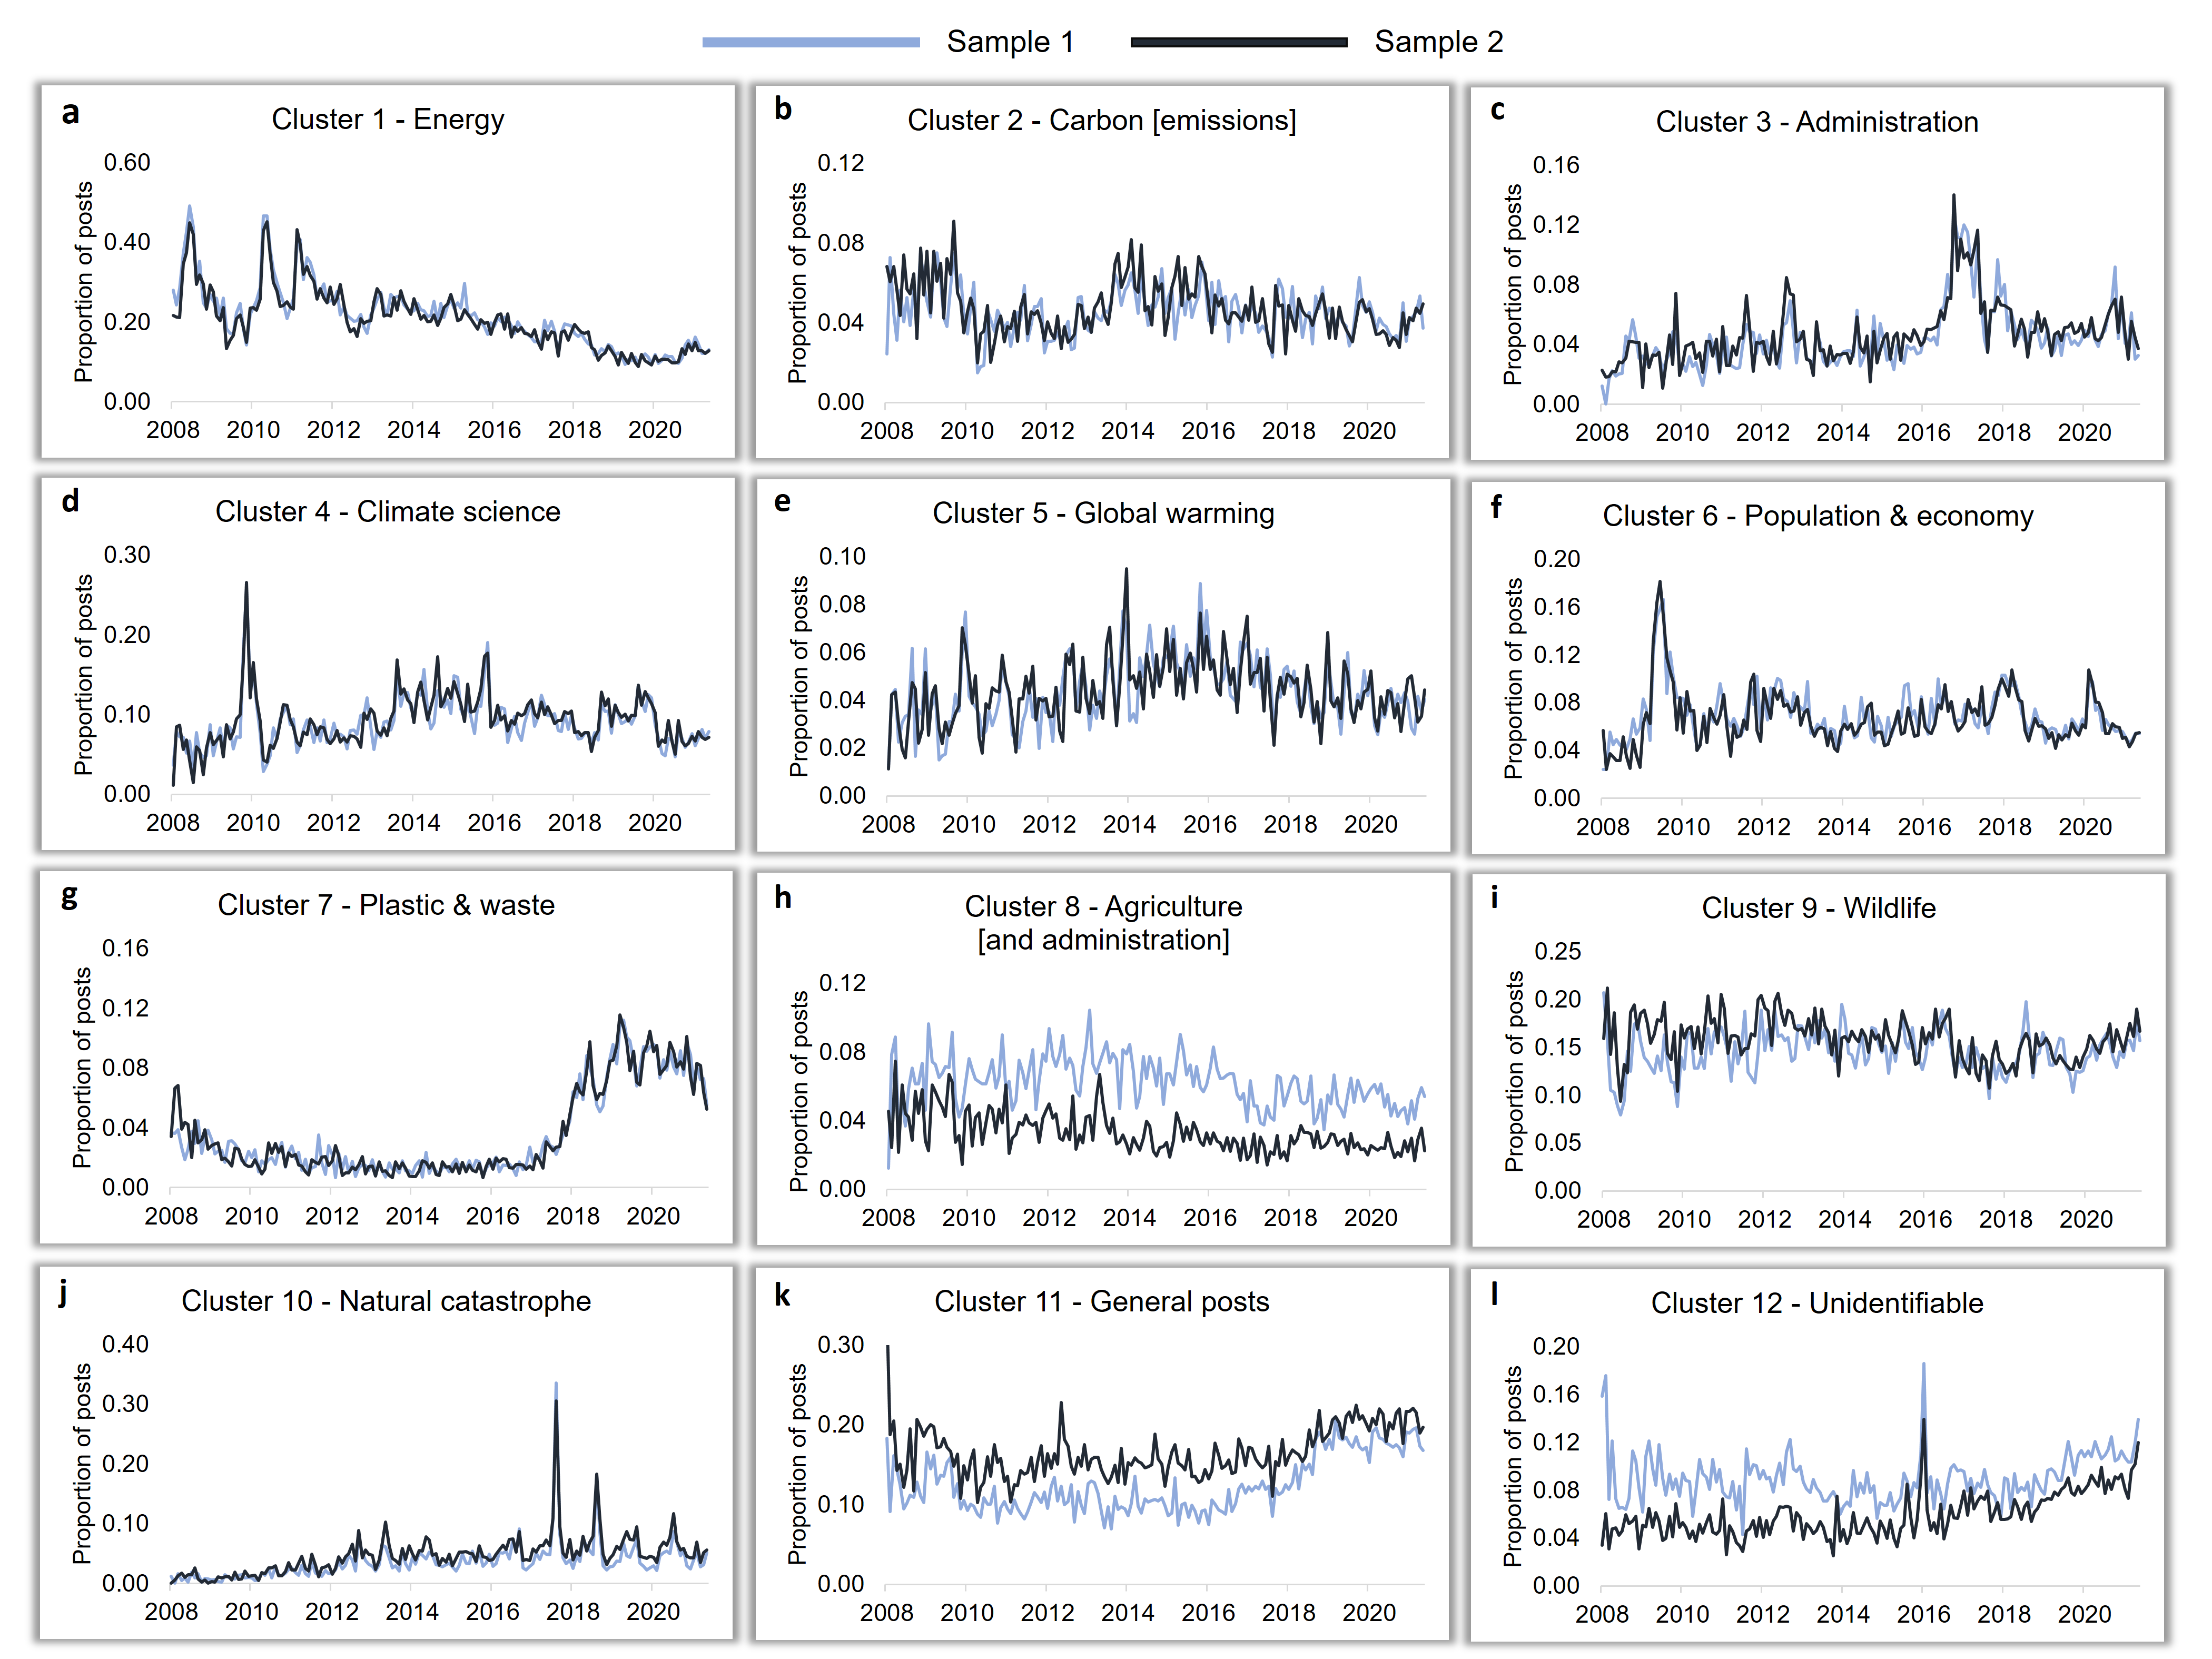 Sample 1
Sample 2
a
Cluster 1 - Energy
Proportion of posts
0.60
0.40
0.20
0.00
2008 2010 2012 2014 2016 2018 2020
b
Cluster 2 - Carbon [emissions]
Proportion of posts
0.12
0.08
0.04
0.00
2008 2010 2012 2014 2016 2018 2020
c
Cluster 3 - Administration
Proportion of posts
0.16
0.12
0.08
0.04
0.00
2008 2010 2012 2014 2016 2018 2020
d
Cluster 4 - Climate science
Proportion of posts
0.30
0.20
0.10
0.00
2008 2010 2012 2014 2016 2018 2020
e
Cluster 5 - Global warming
Proportion of posts
0.10
0.08
0.06
0.04
0.02
0.00
2008 2010 2012 2014 2016 2018 2020
f
Cluster 6 - Population & economy
Proportion of posts
0.20
0.16
0.12
0.08
0.04
0.00
2008 2010 2012 2014 2016 2018 2020
g
Cluster 7 - Plastic & waste
Proportion of posts
0.16
0.12
0.08
0.04
0.00
2008 2010 2012 2014 2016 2018 2020
h
Cluster 8 - Agriculture
[and administration]
Proportion of posts
0.12
0.08
0.04
0.00
2008 2010 2012 2014 2016 2018 2020
i
Cluster 9 - Wildlife
Proportion of posts
0.25
0.20
0.15
0.10
0.05
0.00
2008 2010 2012 2014 2016 2018 2020
j
Cluster 10 - Natural catastrophe
Proportion of posts
0.40
0.30
0.20
0.10
0.00
2008 2010 2012 2014 2016 2018 2020
k
Cluster 11 - General posts
Proportion of posts
0.30
0.20
0.10
0.00
2008 2010 2012 2014 2016 2018 2020
l
Cluster 12 - Unidentifiable
Proportion of posts
0.20
0.16
0.12
0.08
0.04
0.00
2008 2010 2012 2014 2016 2018 2020